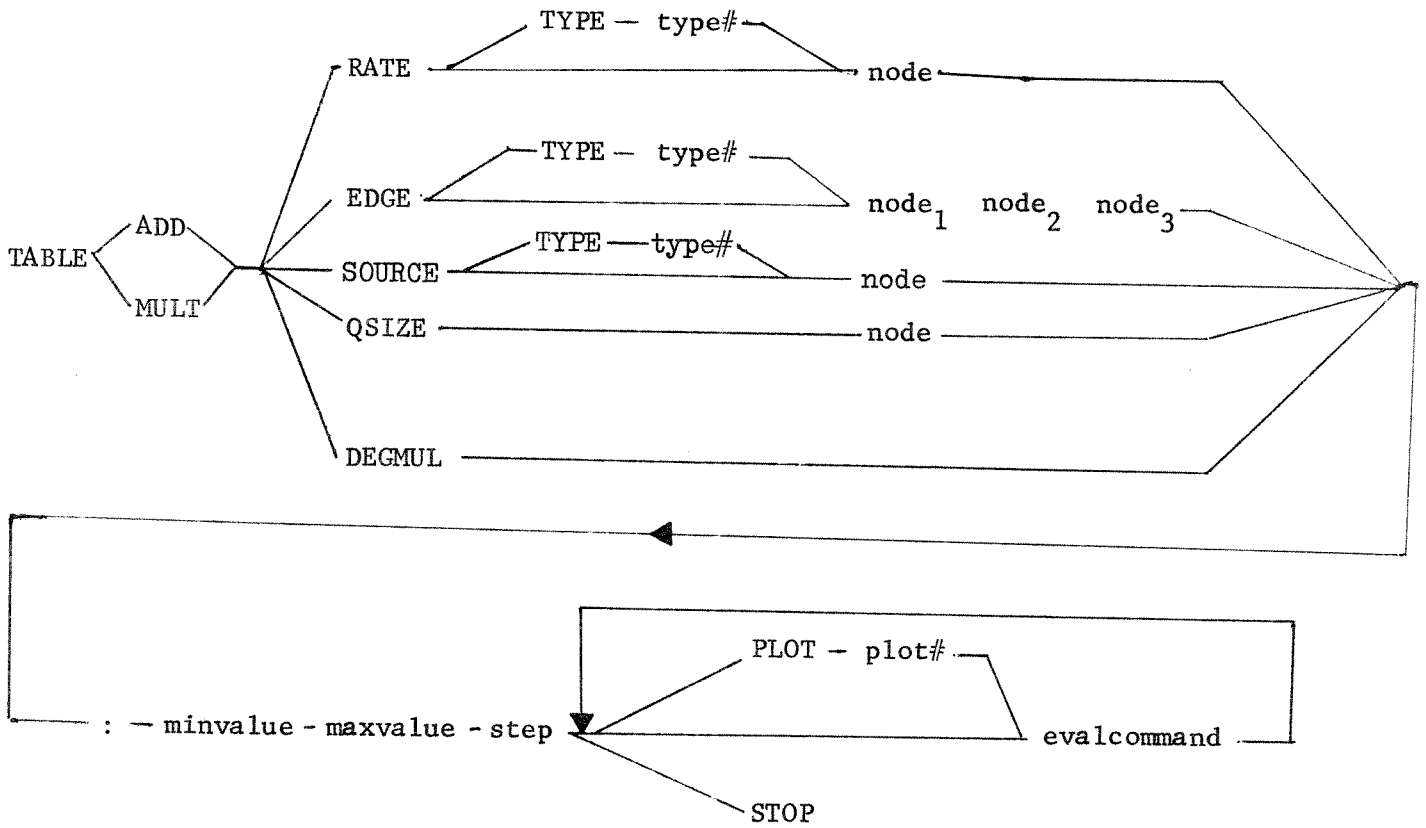 TYPE — type#
RATE node
TYPE — type#
EDGE node1 node2 node3
ADD
TYPE — type#
TABLE
SOURCE node
MULT
QSIZE node
DEGMUL
PLOT — plot#
: — minvalue - maxvalue - step evalcommand
STOP